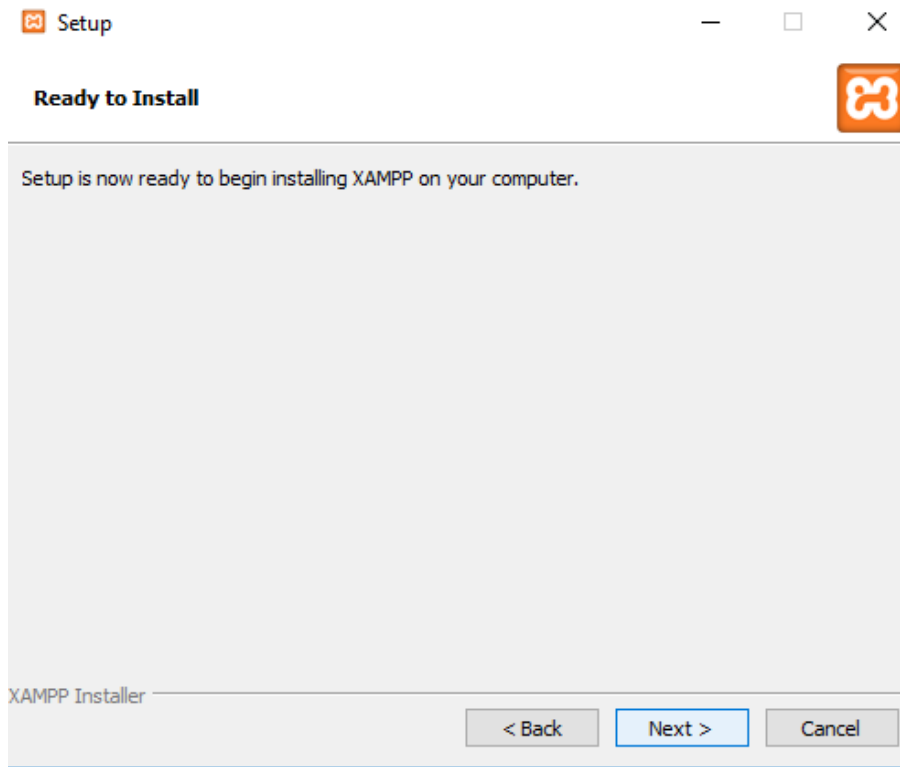 Setup
Ready to Install
Setup is now ready to begin installing XAMPP on your computer.
XAMPP Installer
< Back
Next >
Cancel